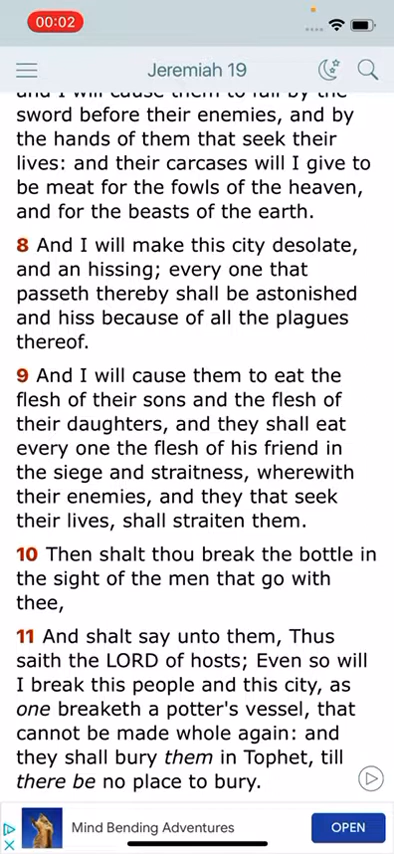 00:02
Jeremiah 19
and I will cause them to fall by the
sword before their enemies, and by
the hands of them that seek their
lives: and their carcases will I give to
be meat for the fowls of the heaven,
and for the beasts of the earth.
8 And I will make this city desolate,
and an hissing; every one that
passeth thereby shall be astonished
and hiss because of all the plagues
thereof.
9 And I will cause them to eat the
flesh of their sons and the flesh of
their daughters, and they shall eat
every one the flesh of his friend in
the siege and straitness, wherewith
their enemies, and they that seek
their lives, shall straiten them.
10 Then shalt thou break the bottle in
the sight of the men that go with
thee,
11 And shalt say unto them, Thus
saith the LORD of hosts; Even so will
I break this people and this city, as
one breaketh a potter's vessel, that
cannot be made whole again: and
they shall bury them in Tophet, till
there be no place to bury.
Mind Bending Adventures
OPEN